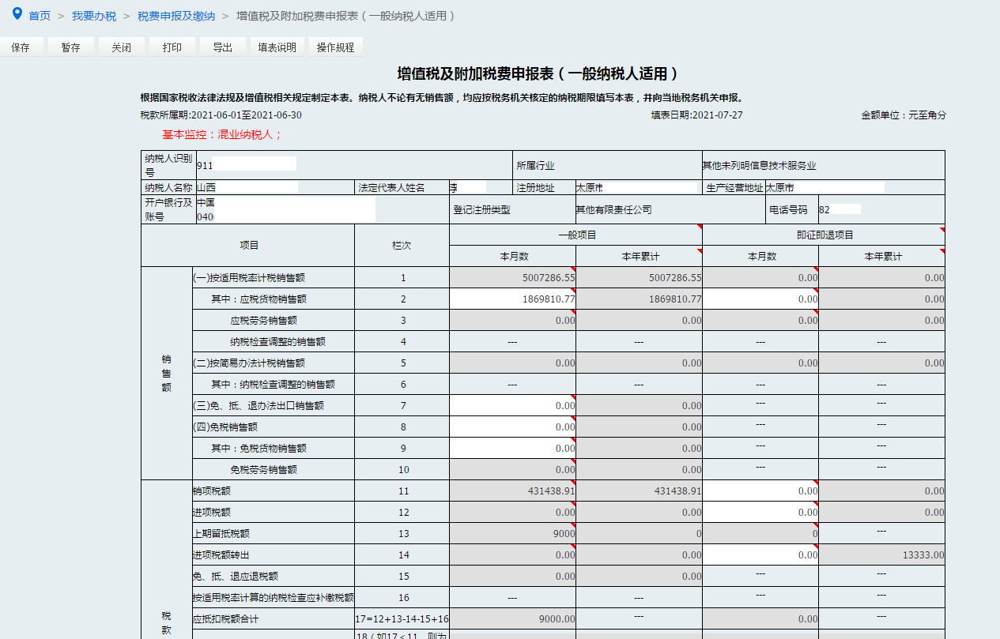 首页 > 我要办税 > 税费申报及缴纳 > 增值税及附加税费申报表（一般纳税人适用）
保存 暂存 关闭 打印 导出 填表说明 操作规程
增值税及附加税费申报表（一般纳税人适用）
根据国家税收法律法规及增值税相关规定制定本表。纳税人不论有无销售额，均应按税务机关核定的纳税期限填写本表，并向当地税务机关申报。
税款所属期:2021-06-01至2021-06-30 填表日期:2021-07-27 金额单位：元至角分
基本监控：混业纳税人；
纳税人识别号 911 所属行业 其他未列明信息技术服务业
纳税人名称 山西 法定代表人姓名 李 注册地址 太原市 生产经营地址 太原市
开户银行及账号 中国 040 登记注册类型 其他有限责任公司 电话号码 82
项目 栏次 一般项目 即征即退项目
本月数 本年累计 本月数 本年累计
销售额
(一)按适用税率计税销售额 1 5007286.55 5007286.55 0.00 0.00
其中：应税货物销售额 2 1869810.77 1869810.77 0.00 0.00
应税劳务销售额 3 0.00 0.00 0.00 0.00
纳税检查调整的销售额 4 --- --- --- ---
(二)按简易办法计税销售额 5 0.00 0.00 0.00 0.00
其中：纳税检查调整的销售额 6 --- --- --- ---
(三)免、抵、退办法出口销售额 7 0.00 0.00 --- ---
(四)免税销售额 8 0.00 0.00 --- ---
其中：免税货物销售额 9 0.00 0.00 --- ---
免税劳务销售额 10 0.00 0.00 --- ---
税款
销项税额 11 431438.91 431438.91 0.00 0.00
进项税额 12 0.00 0.00 0.00 0.00
上期留抵税额 13 9000 0 0 ---
进项税额转出 14 0.00 0.00 0.00 13333.00
免、抵、退应退税额 15 0.00 0.00 --- ---
按适用税率计算的纳税检查应补缴税额 16 --- --- --- ---
应抵扣税额合计 17=12+13-14-15+16 9000.00 --- 0.00 ---
18（如17＜11，则为